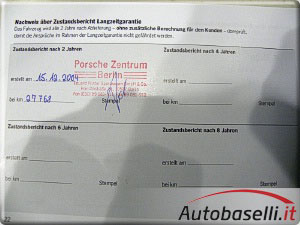 Nachweis über Zustandsbericht Langzeitgarantie
Das Fahrzeug wird alle 2 Jahre nach Ablieferung – ohne zusätzliche Berechnung für den Kunden – überprüft,
damit die Ansprüche im Rahmen der Langzeitgarantie nicht gefährdet werden.
Zustandsbericht nach 2 Jahren
Zustandsbericht nach 4 Jahren
Porsche Zentrum
Berlin
erstellt am 15.10.2004
erstellt am
bei km
Stempel
bei km
Stempel
Zustandsbericht nach 6 Jahren
Zustandsbericht nach 8 Jahren
erstellt am
erstellt am
bei km
Stempel
bei km
Stempel
22
Autobaselli.it